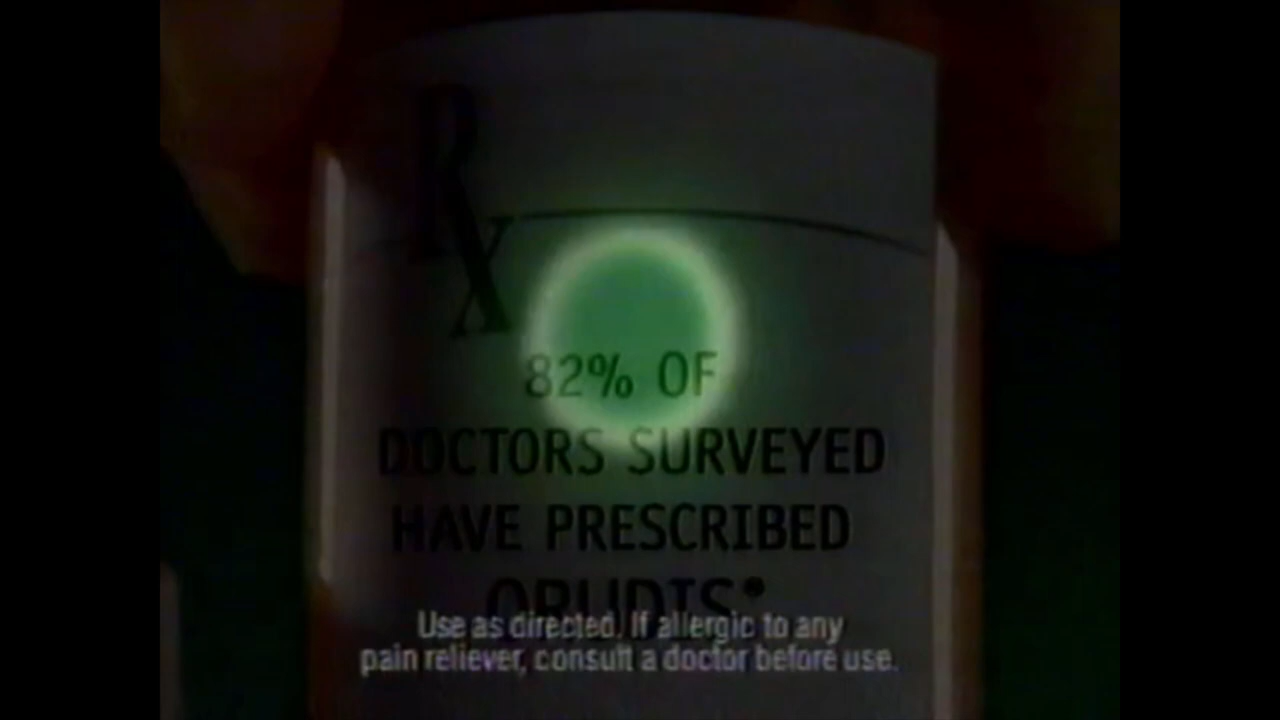 Rx
82% OF
DOCTORS SURVEYED
HAVE PRESCRIBED
ORUDIS®
Use as directed. If allergic to any
pain reliever, consult a doctor before use.